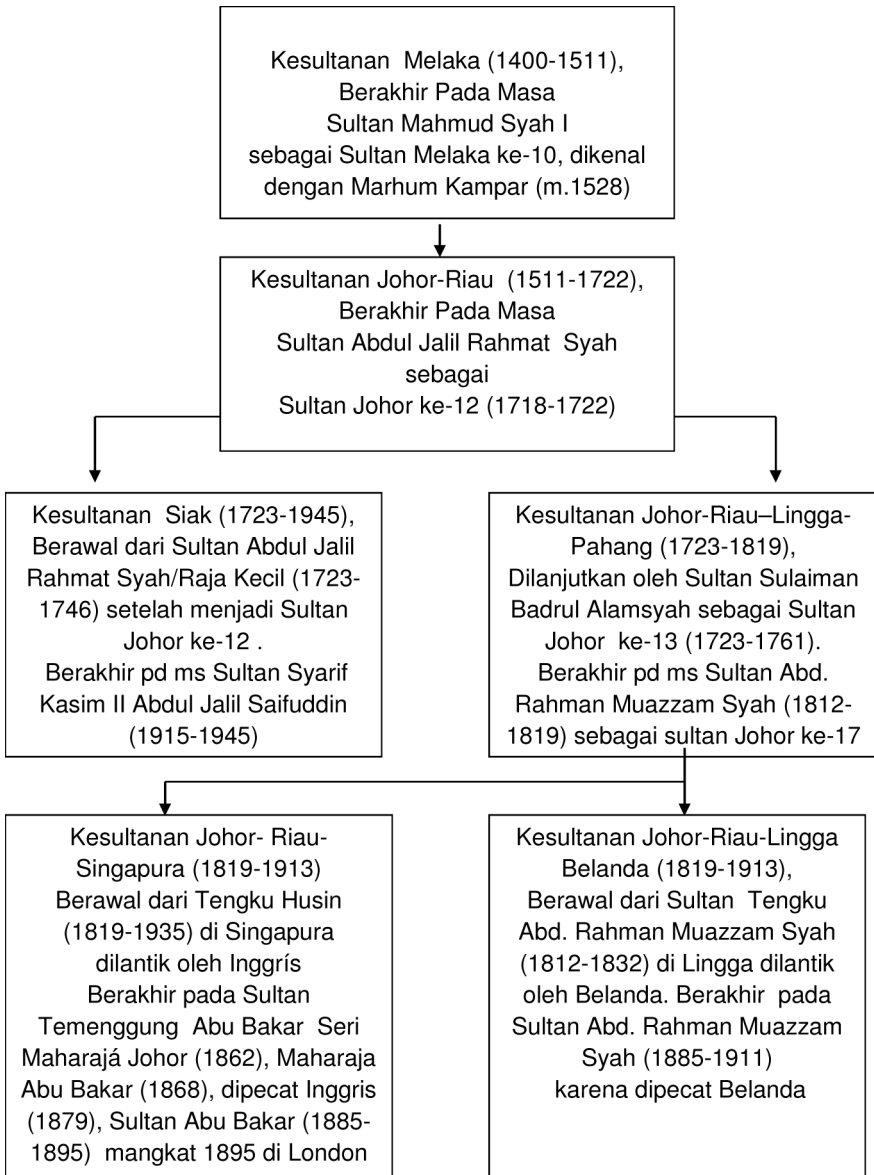 Kesultanan  Melaka (1400-1511),
Berakhir Pada Masa
Sultan Mahmud Syah I
sebagai Sultan Melaka ke-10, dikenal
dengan Marhum Kampar (m.1528)
Kesultanan Johor-Riau  (1511-1722),
Berakhir Pada Masa
Sultan Abdul Jalil Rahmat  Syah
sebagai
Sultan Johor ke-12 (1718-1722)
Kesultanan  Siak (1723-1945),
Berawal dari Sultan Abdul Jalil
Rahmat Syah/Raja Kecil (1723-
1746) setelah menjadi Sultan
Johor ke-12 .
Berakhir pd ms Sultan Syarif
Kasim II Abdul Jalil Saifuddin
(1915-1945)
Kesultanan Johor-Riau–Lingga-
Pahang (1723-1819),
Dilanjutkan oleh Sultan Sulaiman
Badrul Alamsyah sebagai Sultan
Johor  ke-13 (1723-1761).
Berakhir pd ms Sultan Abd.
Rahman Muazzam Syah (1812-
1819) sebagai sultan Johor ke-17
Kesultanan Johor- Riau-
Singapura (1819-1913)
Berawal dari Tengku Husin
(1819-1935) di Singapura
dilantik oleh Inggrís
Berakhir pada Sultan
Temenggung  Abu Bakar  Seri
Maharajá Johor (1862), Maharaja
Abu Bakar (1868), dipecat Inggris
(1879), Sultan Abu Bakar (1885-
1895)  mangkat 1895 di London
Kesultanan Johor-Riau-Lingga
Belanda (1819-1913),
Berawal dari Sultan  Tengku
Abd. Rahman Muazzam Syah
(1812-1832) di Lingga dilantik
oleh Belanda. Berakhir  pada
Sultan Abd. Rahman Muazzam
Syah (1885-1911)
karena dipecat Belanda